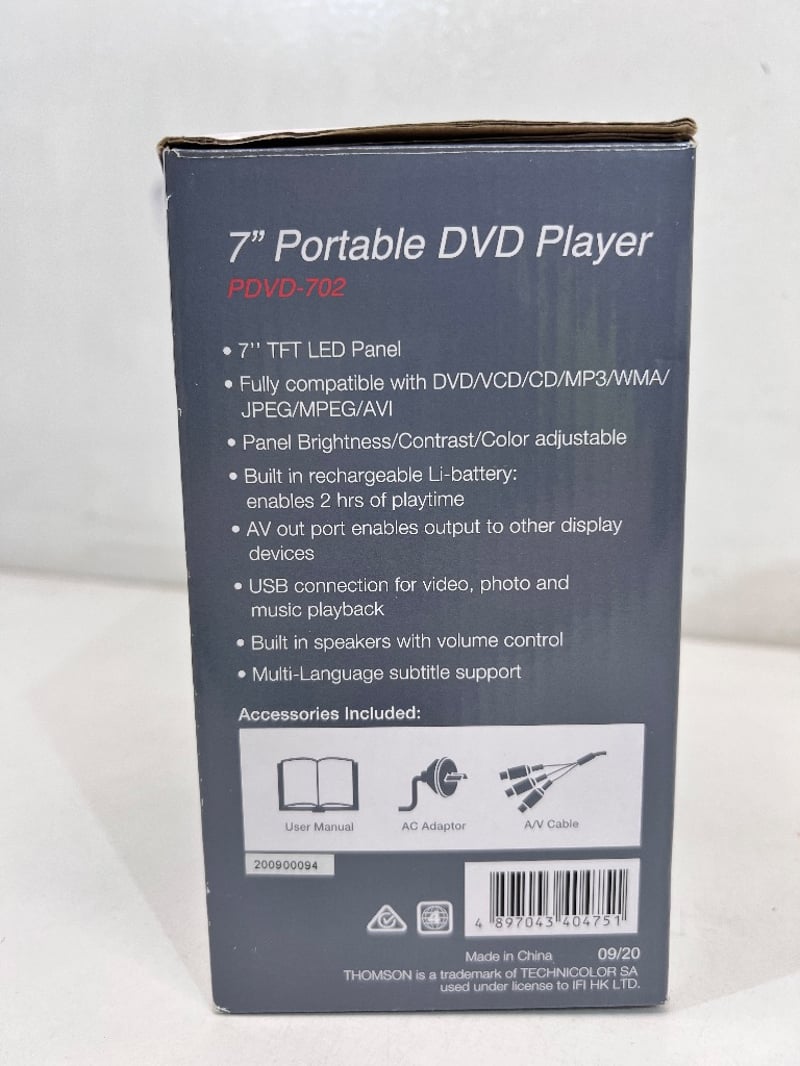 7” Portable DVD Player
PDVD-702
• 7'' TFT LED Panel
• Fully compatible with DVD/VCD/CD/MP3/WMA/
JPEG/MPEG/AVI
• Panel Brightness/Contrast/Color adjustable
• Built in rechargeable Li-battery:
enables 2 hrs of playtime
• AV out port enables output to other display
devices
• USB connection for video, photo and
music playback
• Built in speakers with volume control
• Multi-Language subtitle support
Accessories Included:
User Manual AC Adaptor A/V Cable
200900094
4
4 897043 404751
Made in China 09/20
THOMSON is a trademark of TECHNICOLOR SA
used under license to IFI HK LTD.